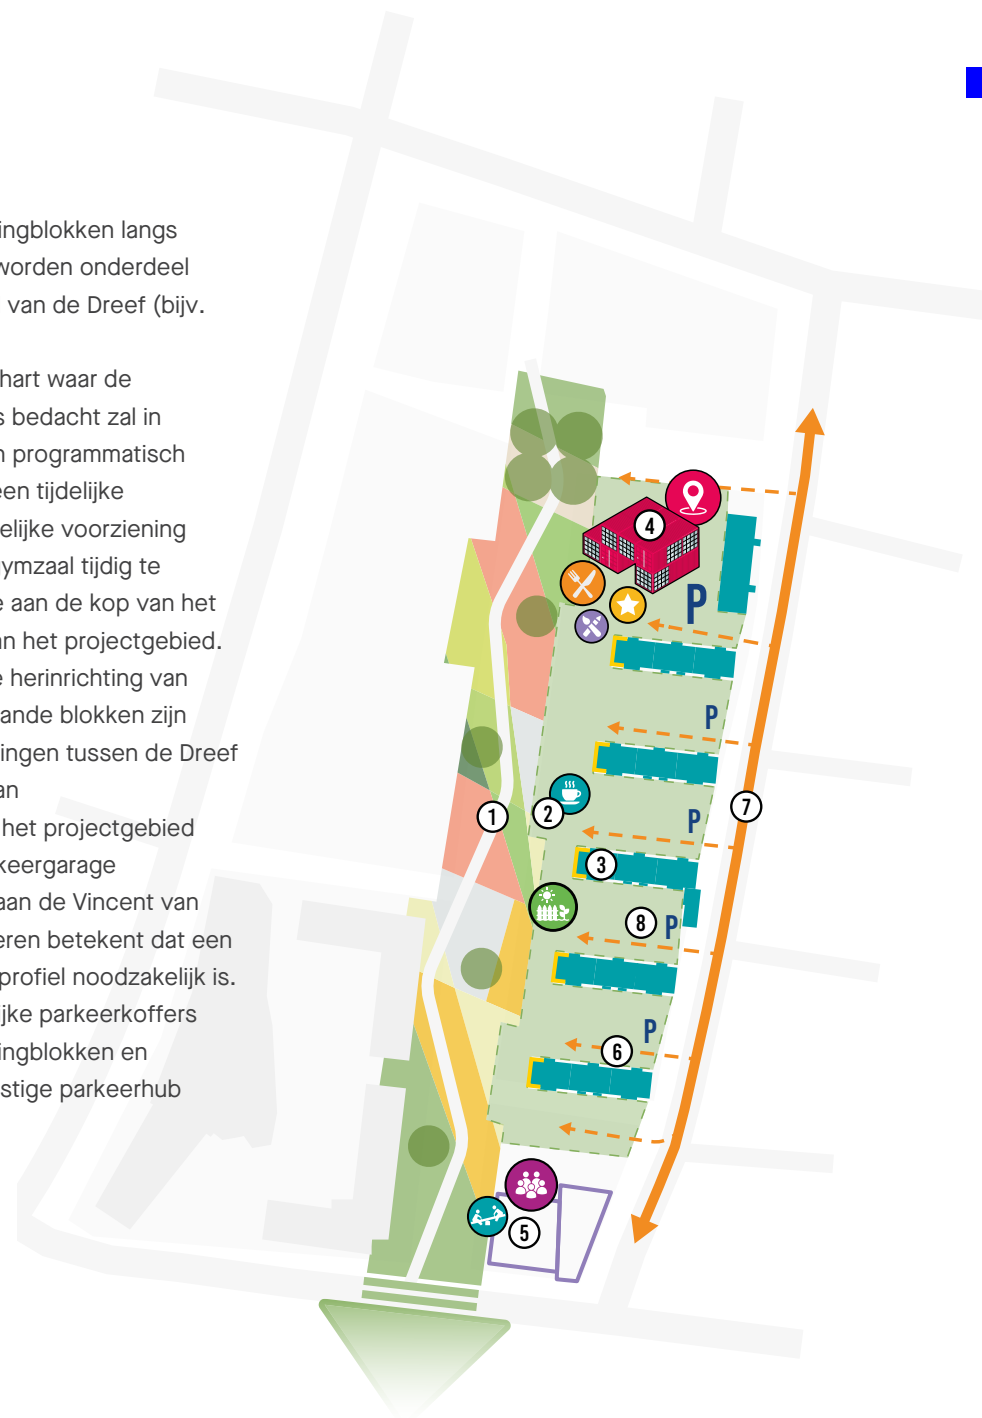 ingblokken langs
worden onderdeel
van de Dreef (bijv.
hart waar de
s bedacht zal in
n programmatisch
een tijdelijke
elijke voorziening
ymzaal tijdig te
e aan de kop van het
an het projectgebied.
e herinrichting van
ande blokken zijn
ingen tussen de Dreef
an
het projectgebied
keergarage
aan de Vincent van
eren betekent dat een
profiel noodzakelijk is.
ijke parkeerkoffers
ingblokken en
stige parkeerhub
4
P
P
7
2
1
P
3
8
P
P
6
5